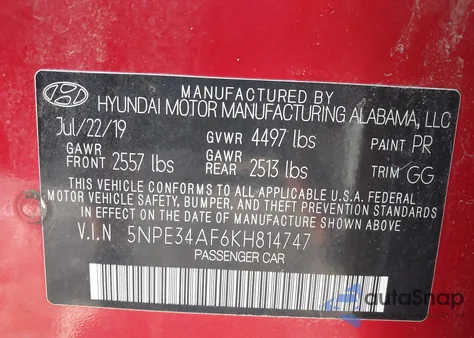 MANUFACTURED BY
HYUNDAI MOTOR MANUFACTURING ALABAMA, LLC
Jul/22/19 GVWR 4497 lbs PAINT PR
GAWR FRONT 2557 lbs GAWR REAR 2513 lbs TRIM GG
THIS VEHICLE CONFORMS TO ALL APPLICABLE U.S.A. FEDERAL
MOTOR VEHICLE SAFETY, BUMPER, AND THEFT PREVENTION STANDARDS
IN EFFECT ON THE DATE OF MANUFACTURE SHOWN ABOVE
V.I.N 5NPE34AF6KH814747
PASSENGER CAR
autaSnap